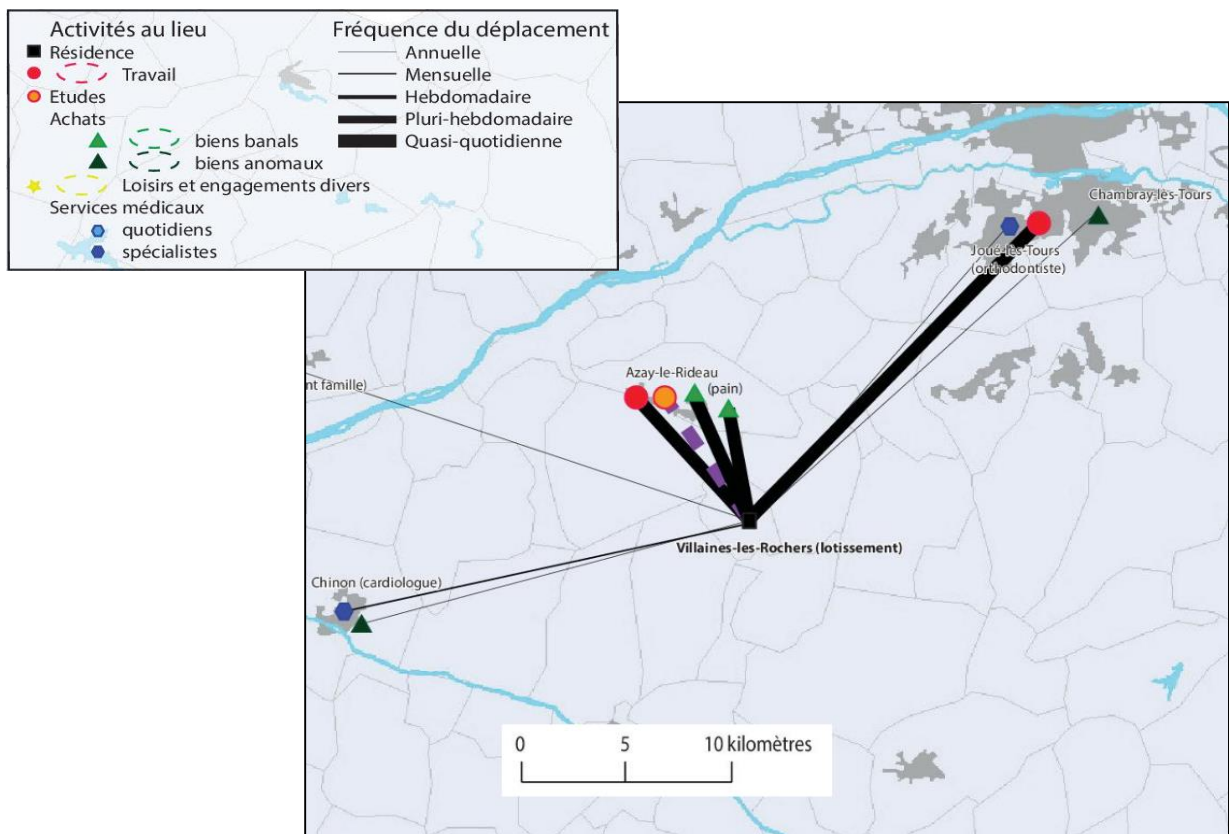 Activités au lieu
Résidence
Travail
Etudes
Achats
biens banals
biens anomaux
Loisirs et engagements divers
Services médicaux
quotidiens
spécialistes
Fréquence du déplacement
Annuelle
Mensuelle
Hebdomadaire
Pluri-hebdomadaire
Quasi-quotidienne
Chambray-lès-Tours
Joué-lès-Tours
(orthodontiste)
Azay-le-Rideau
(pain)
nt famille)
Villaines-les-Rochers (lotissement)
Chinon (cardiologue)
0 5 10 kilomètres